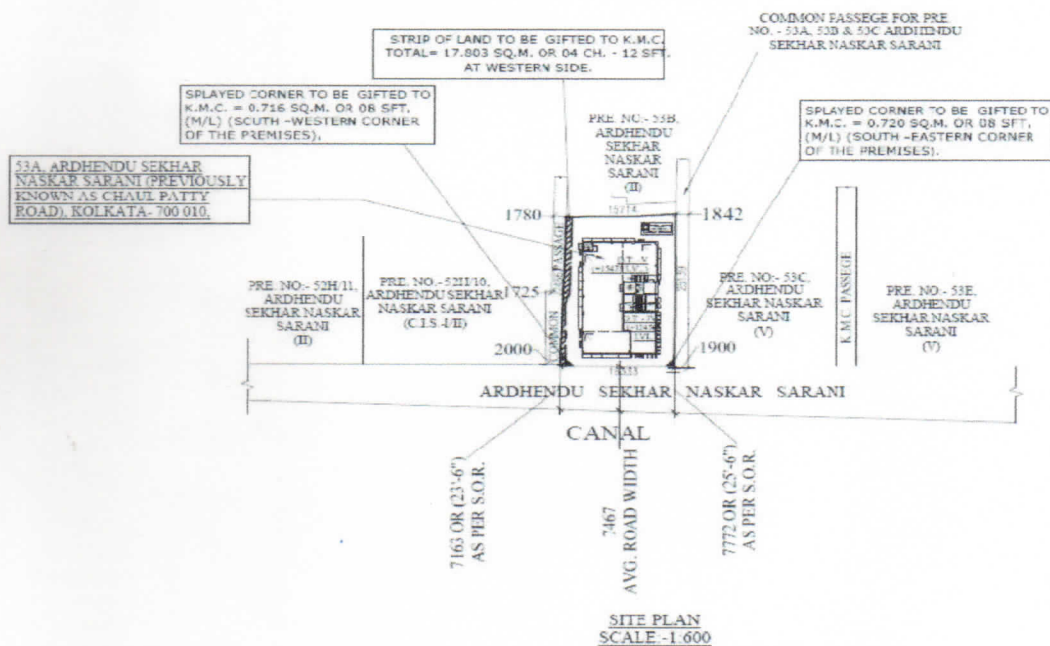 STRIP OF LAND TO BE GIFTED TO K.M.C.
TOTAL= 17.803 SQ.M. OR 04 CH. - 12 SFT.
AT WESTERN SIDE.
COMMON PASSEGE FOR PRE.
NO. - 53A, 53B & 53C ARDHENDU
SEKHAR NASKAR SARANI
SPLAYED CORNER TO BE GIFTED TO
K.M.C. = 0.716 SQ.M. OR 08 SFT.
(M/L) (SOUTH -WESTERN CORNER
OF THE PREMISES).
SPLAYED CORNER TO BE GIFTED TO
K.M.C. = 0.720 SQ.M. OR 08 SFT.
(M/L) (SOUTH -EASTERN CORNER
OF THE PREMISES).
PRE. NO:- 53B,
ARDHENDU
SEKHAR
NASKAR
SARANI
(II)
53A, ARDHENDU SEKHAR
NASKAR SARANI (PREVIOUSLY
KNOWN AS CHAUL PATTY
ROAD), KOLKATA- 700 010.
1780
1842
1725
2000
1900
COMMON PASSAGE
PRE. NO:- 52H/11,
ARDHENDU
SEKHAR NASKAR
SARANI
(II)
PRE. NO.- 52H/10,
ARDHENDU SEKHAR
NASKAR SARANI
(C.I.S.-I/II)
PRE. NO:- 53C,
ARDHENDU
SEKHAR NASKAR
SARANI
(V)
K.M.C. PASSEGE
PRE. NO:- 53E,
ARDHENDU
SEKHAR NASKAR
SARANI
(V)
ARDHENDU SEKHAR NASKAR SARANI
CANAL
7163 OR (23'-6")
AS PER S.O.R.
7467
AVG. ROAD WIDTH
7772 OR (25'-6")
AS PER S.O.R.
SITE PLAN
SCALE:-1:600